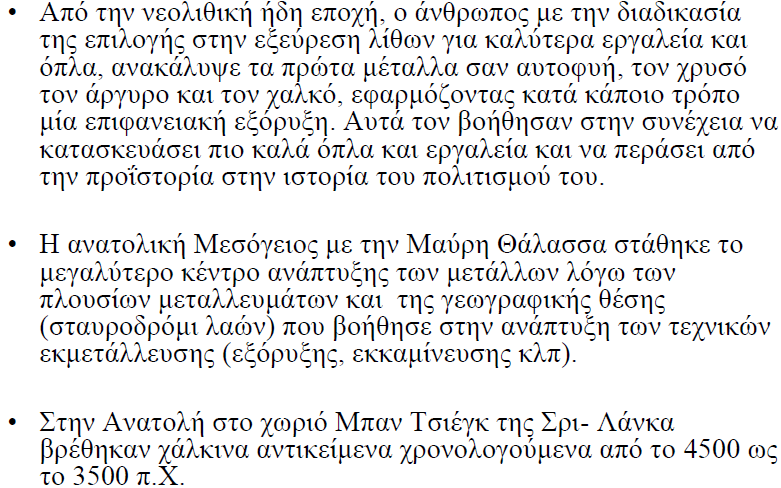 • Από την νεολιθική ήδη εποχή, ο άνθρωπος με την διαδικασία
της επιλογής στην εξεύρεση λίθων για καλύτερα εργαλεία και
όπλα, ανακάλυψε τα πρώτα μέταλλα σαν αυτοφυή, τον χρυσό
τον άργυρο και τον χαλκό, εφαρμόζοντας κατά κάποιο τρόπο
μία επιφανειακή εξόρυξη. Αυτά τον βοήθησαν στην συνέχεια να
κατασκευάσει πιο καλά όπλα και εργαλεία και να περάσει από
την προΐστορία στην ιστορία του πολιτισμού του.
• Η ανατολική Μεσόγειος με την Μαύρη Θάλασσα στάθηκε το
μεγαλύτερο κέντρο ανάπτυξης των μετάλλων λόγω των
πλουσίων μεταλλευμάτων και της γεωγραφικής θέσης
(σταυροδρόμι λαών) που βοήθησε στην ανάπτυξη των τεχνικών
εκμετάλλευσης (εξόρυξης, εκκαμίνευσης κλπ).
• Στην Ανατολή στο χωριό Μπαν Τσιέγκ της Σρι- Λάνκα
βρέθηκαν χάλκινα αντικείμενα χρονολογούμενα από το 4500 ως
το 3500 π.Χ.